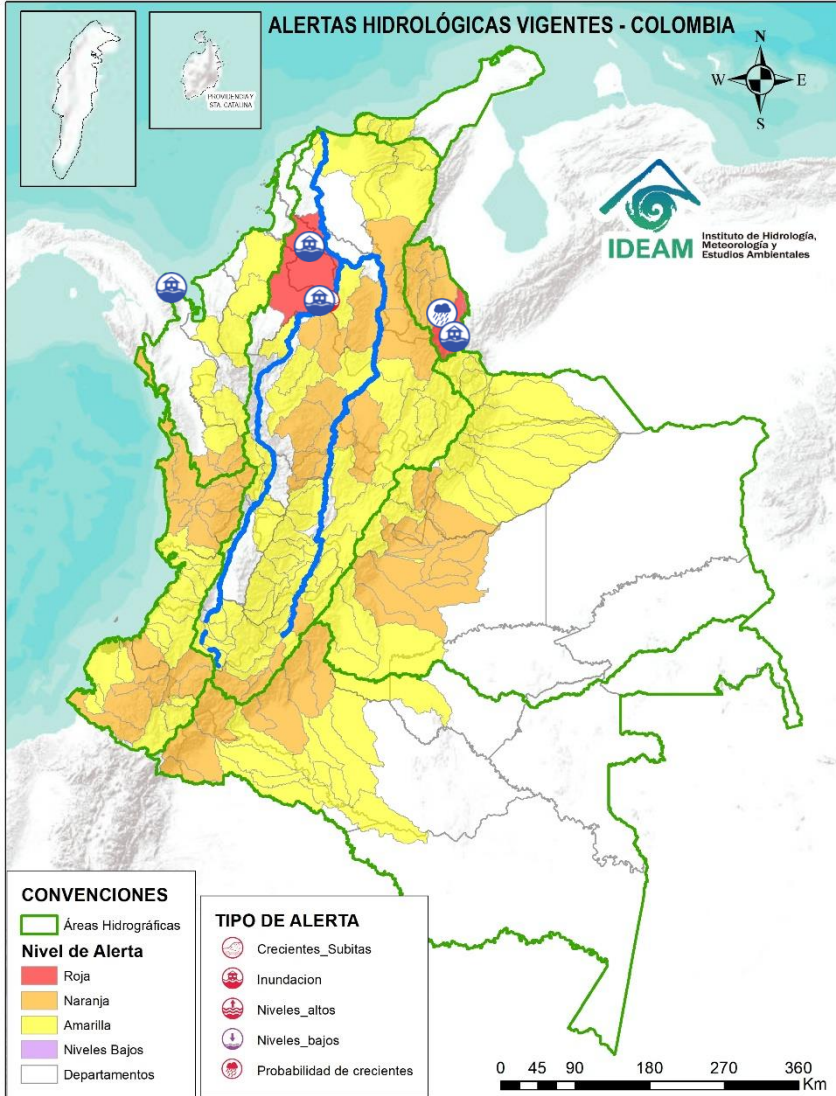 ALERTAS HIDROLÓGICAS VIGENTES - COLOMBIA
N
W
E
S
PROVIDENCIA Y
STA. CATALINA
IDEAM
Instituto de Hidrología,
Meteorología y
Estudios Ambientales
CONVENCIONES
Áreas Hidrográficas
Nivel de Alerta
Roja
Naranja
Amarilla
Niveles Bajos
Departamentos
TIPO DE ALERTA
Crecientes_Subitas
Inundacion
Niveles_altos
Niveles_bajos
Probabilidad de crecientes
0 45 90 180 270 360
Km